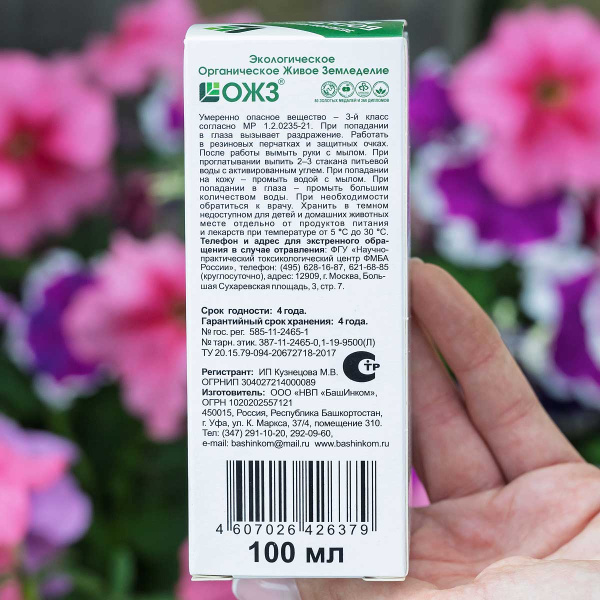 Экологическое
Органическое Живое Земледелие
ОЖЗ®
45 ЗОЛОТЫХ МЕДАЛЕЙ И 260 ДИПЛОМОВ
Умеренно опасное вещество – 3-й класс
согласно МР 1.2.0235-21. При попадании
в глаза вызывает раздражение. Работать
в резиновых перчатках и защитных очках.
После работы вымыть руки с мылом. При
проглатывании выпить 2–3 стакана питьевой
воды с активированным углем. При попадании
на кожу – промыть водой с мылом. При
попадании в глаза – промыть большим
количеством воды. При необходимости
обратиться к врачу. Хранить в темном
недоступном для детей и домашних животных
месте отдельно от продуктов питания
и лекарств при температуре от 5 °С до 30 °С.
Телефон и адрес для экстренного обра-
щения в случае отравления: ФГУ «Научно-
практический токсикологический центр ФМБА
России», телефон: (495) 628-16-87, 621-68-85
(круглосуточно), адрес: 12909, г. Москва, Боль-
шая Сухаревская площадь, 3, стр. 7.
Срок годности: 4 года.
Гарантийный срок хранения: 4 года.
№ гос. рег. 585-11-2465-1
№ тарн. этик. 387-11-2465-0,1-19-9500(Л)
ТУ 20.15.79-094-20672718-2017
Регистрант: ИП Кузнецова М.В.
ОГРНИП 304027214000089
Изготовитель: ООО «НВП «БашИнком»,
ОГРН 1020202557121
450015, Россия, Республика Башкортостан,
г. Уфа, ул. К. Маркса, 37/4, помещение 310.
Тел.: (347) 291-10-20, 292-09-60,
e-mail: bashinkom@mail.ru www.bashinkom.ru
СТР
4 607026 426379
100 мл